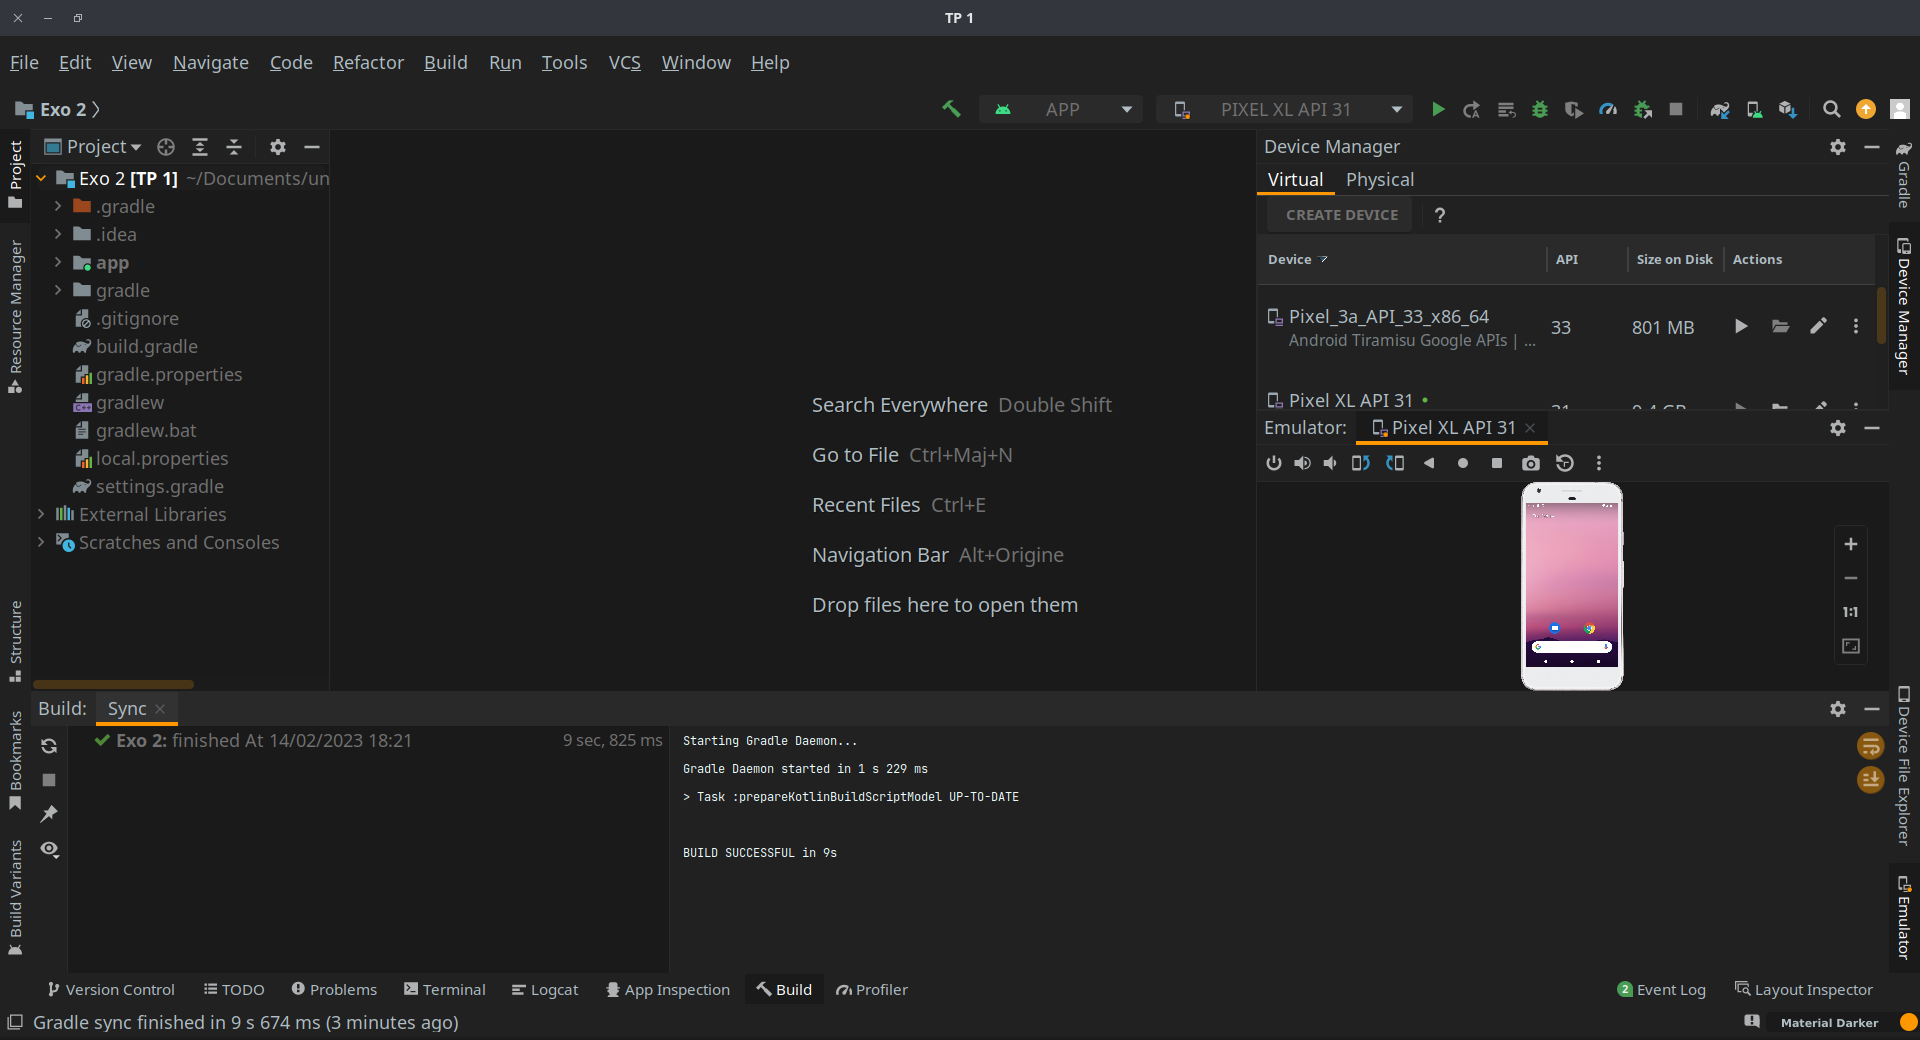 TP 1
File Edit View Navigate Code Refactor Build Run Tools VCS Window Help
Exo 2
APP
PIXEL XL API 31
Project
Exo 2 [TP 1] ~/Documents/un
.gradle
.idea
app
gradle
.gitignore
build.gradle
gradle.properties
gradlew
gradlew.bat
local.properties
settings.gradle
External Libraries
Scratches and Consoles
Project
Resource Manager
Structure
Bookmarks
Build Variants
Search Everywhere Double Shift
Go to File Ctrl+Maj+N
Recent Files Ctrl+E
Navigation Bar Alt+Origine
Drop files here to open them
Device Manager
Virtual Physical
CREATE DEVICE ?
Device API Size on Disk Actions
Pixel_3a_API_33_x86_64 33 801 MB
Android Tiramisu Google APIs | ...
Pixel XL API 31
Emulator: Pixel XL API 31
1:1
Gradle
Device Manager
Device File Explorer
Emulator
Build: Sync
Exo 2: finished At 14/02/2023 18:21 9 sec, 825 ms
Starting Gradle Daemon...
Gradle Daemon started in 1 s 229 ms
> Task :prepareKotlinBuildScriptModel UP-TO-DATE
BUILD SUCCESSFUL in 9s
Version Control TODO Problems Terminal Logcat App Inspection Build Profiler 2 Event Log Layout Inspector
Gradle sync finished in 9 s 674 ms (3 minutes ago) Material Darker